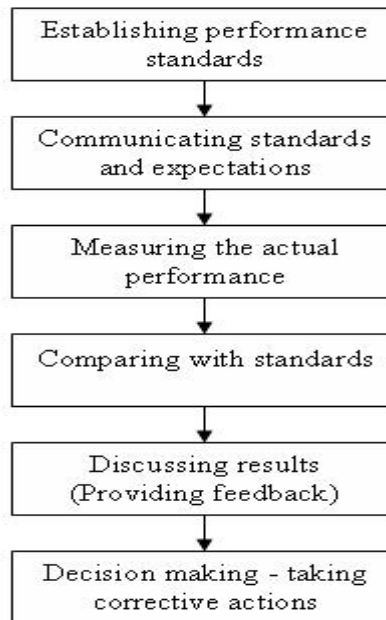 Establishing performance
standards
Communicating standards
and expectations
Measuring the actual
performance
Comparing with standards
Discussing results
(Providing feedback)
Decision making - taking
corrective actions